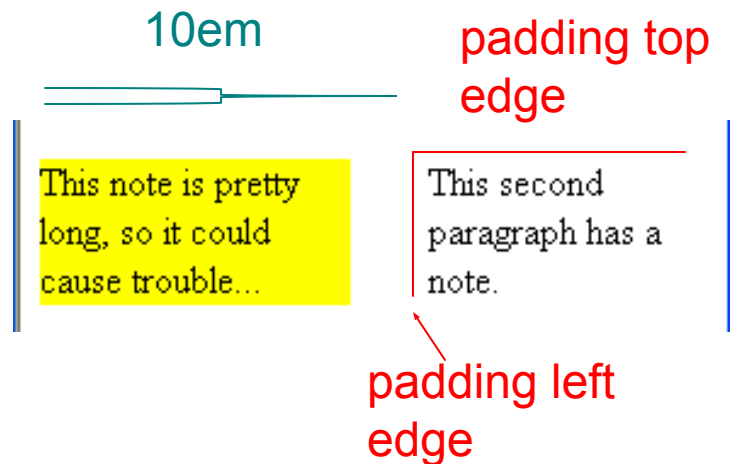 10em
padding top
edge
This note is pretty
long, so it could
cause trouble...
This second
paragraph has a
note.
padding left
edge